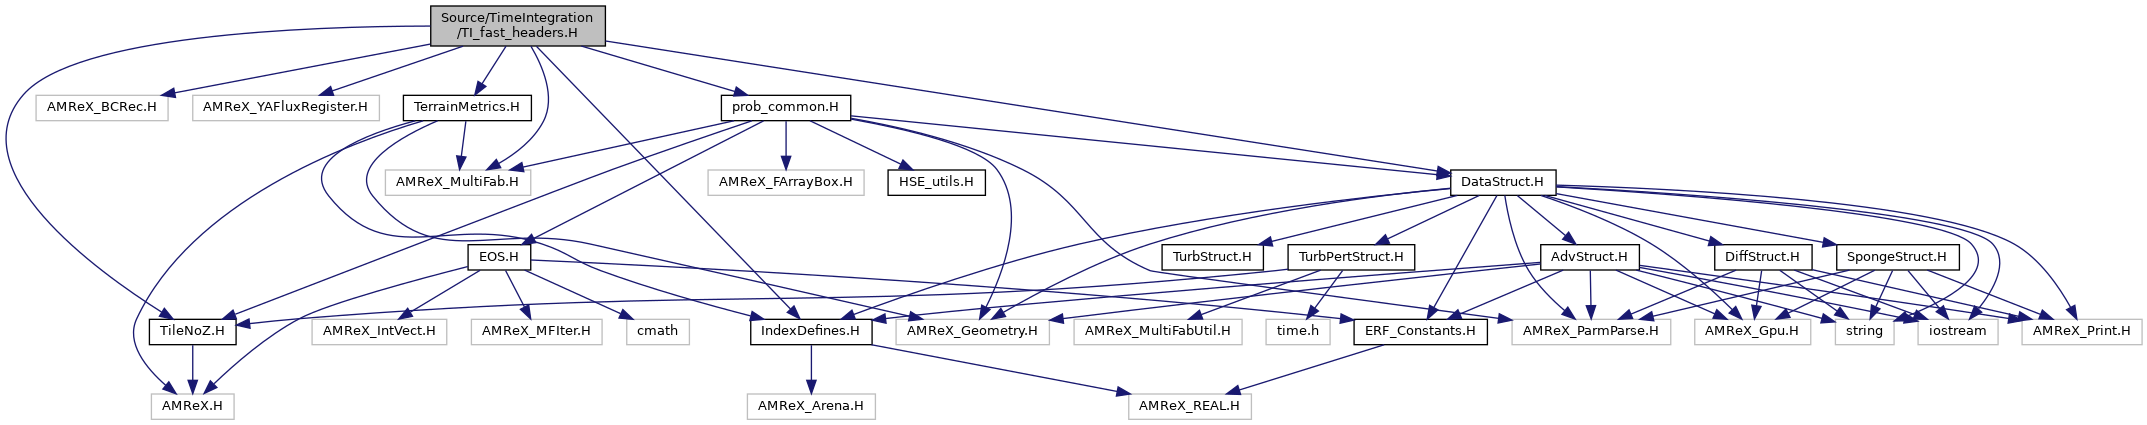 Source/TimeIntegration
/TI_fast_headers.H
AMReX_BCRec.H
AMReX_YAFluxRegister.H
TerrainMetrics.H
prob_common.H
AMReX_MultiFab.H
AMReX_FArrayBox.H
HSE_utils.H
DataStruct.H
EOS.H
TurbStruct.H
TurbPertStruct.H
AdvStruct.H
DiffStruct.H
SpongeStruct.H
TileNoZ.H
AMReX_IntVect.H
AMReX_MFIter.H
cmath
IndexDefines.H
AMReX_Geometry.H
AMReX_MultiFabUtil.H
time.h
ERF_Constants.H
AMReX_ParmParse.H
AMReX_Gpu.H
string
iostream
AMReX_Print.H
AMReX.H
AMReX_Arena.H
AMReX_REAL.H